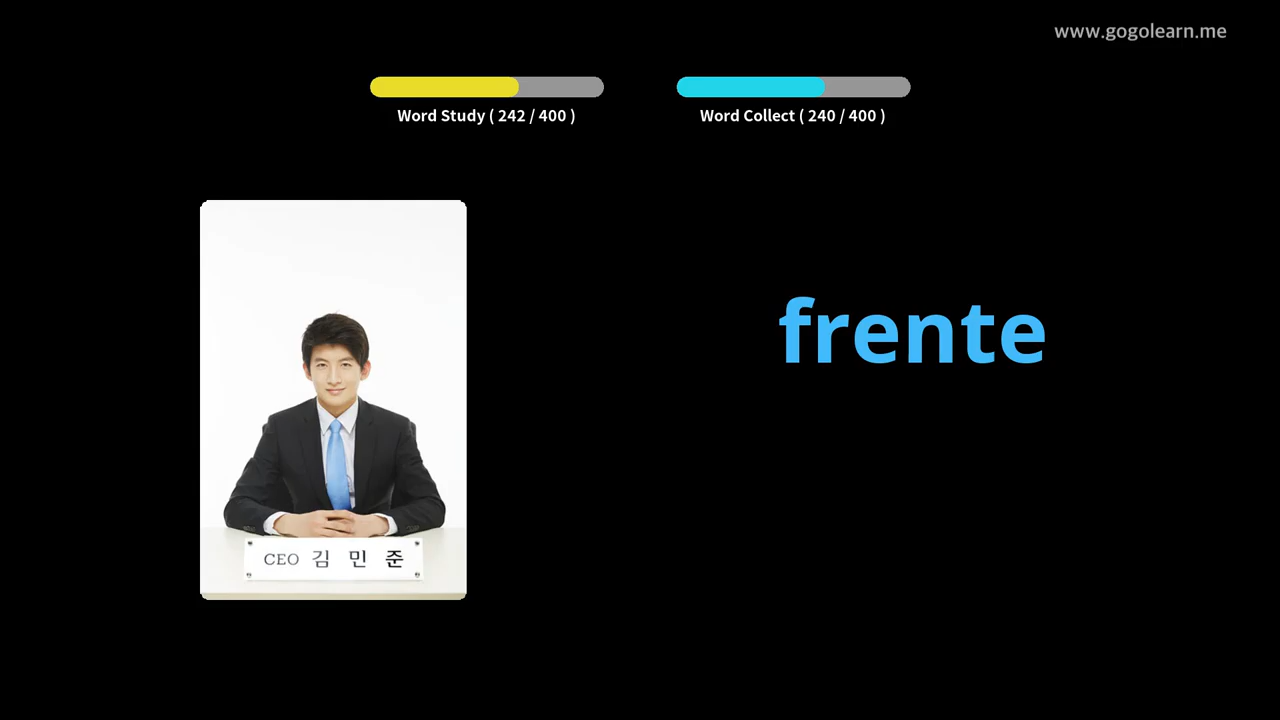 www.gogolearn.me
Word Study ( 242 / 400 )
Word Collect ( 240 / 400 )
frente
CEO 김 민 준